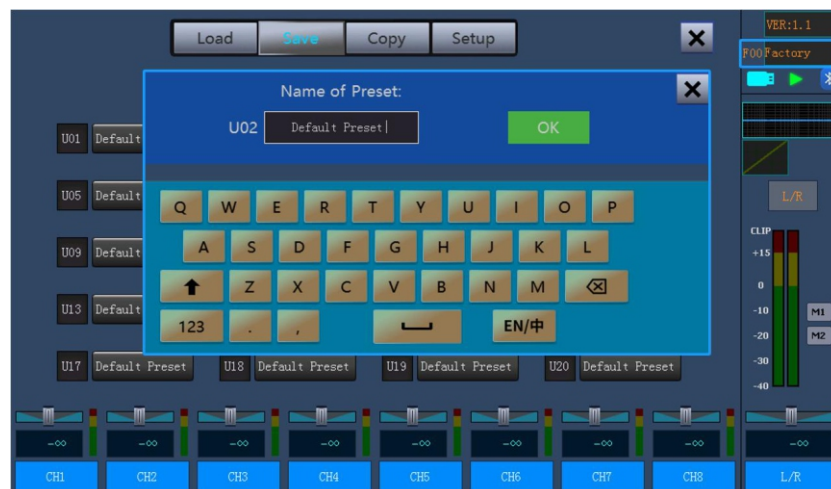 Load Save Copy Setup
VER:1.1
F00 Factory
Name of Preset:
U02 Default Preset OK
U01 Default
U05 Default
U09 Default
U13 Default
Q W E R T Y U I O P
A S D F G H J K L
Z X C V B N M
123 . , EN/中
U17 Default Preset U18 Default Preset U19 Default Preset U20 Default Preset
L/R
CLIP
+15
0
-10 M1
-20 M2
-30
-40
-∞ -∞ -∞ -∞ -∞ -∞ -∞ -∞ -∞
CH1 CH2 CH3 CH4 CH5 CH6 CH7 CH8 L/R